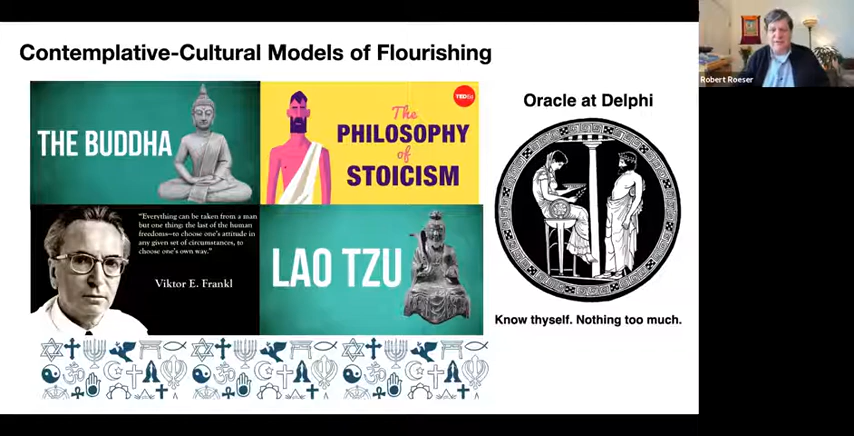 Contemplative-Cultural Models of Flourishing
THE BUDDHA
The
PHILOSOPHY
of
STOICISM
TEDEd
"Everything can be taken from a man
but one thing: the last of the human
freedoms—to choose one's attitude in
any given set of circumstances, to
choose one's own way."
Viktor E. Frankl
LAO TZU
Oracle at Delphi
Know thyself. Nothing too much.
Robert Roeser